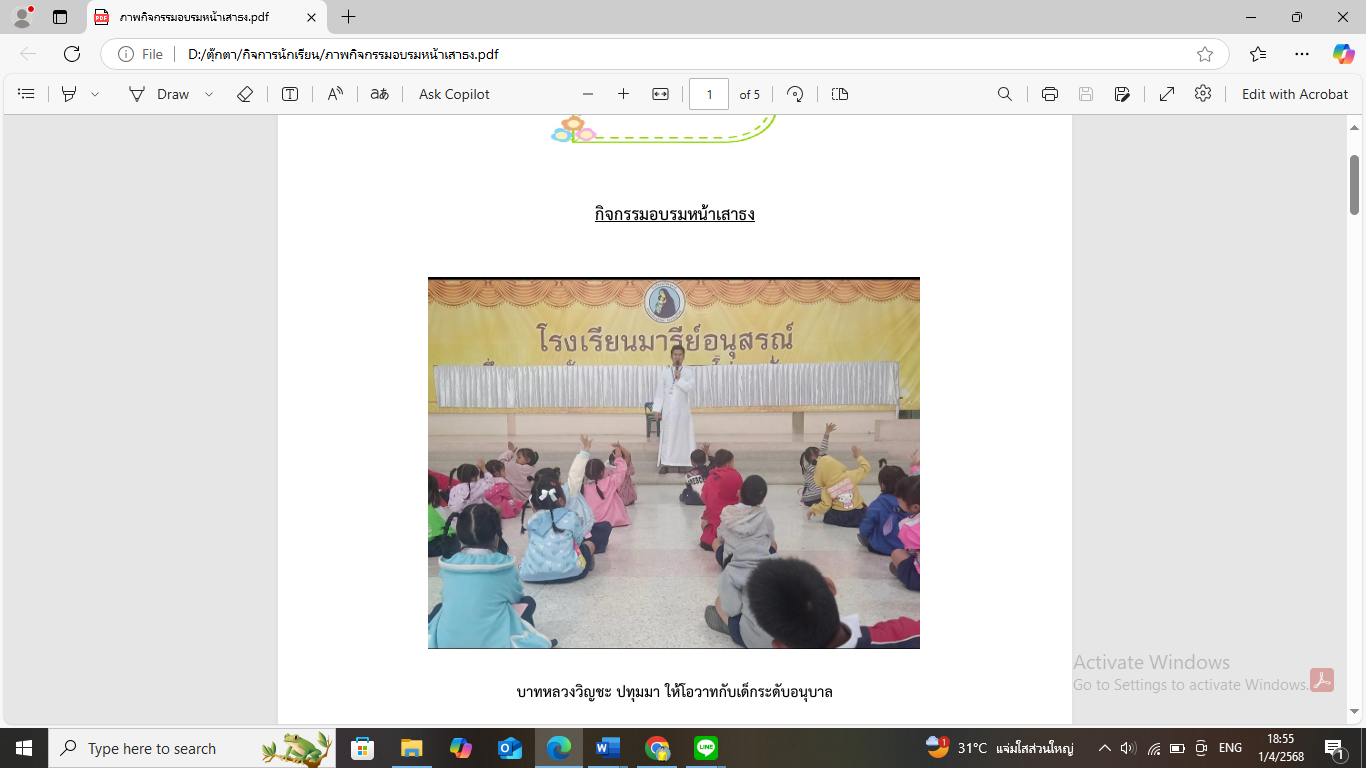 ภาพกิจกรรมอบรมหน้าเสาธง.pdf
File
D:/ตุ๊กตา/กิจการนักเรียน/ภาพกิจกรรมอบรมหน้าเสาธง.pdf
Draw
aあ
Ask Copilot
1 of 5
Edit with Acrobat
กิจกรรมอบรมหน้าเสาธง
โรงเรียนมารีย์อนุสรณ์
บาทหลวงวิญชะ ปทุมมา ให้โอวาทกับเด็กระดับอนุบาล
Activate Windows
Go to Settings to activate Windows.
Type here to search
31°C แจ่มใสส่วนใหญ่
ENG
18:55
1/4/2568